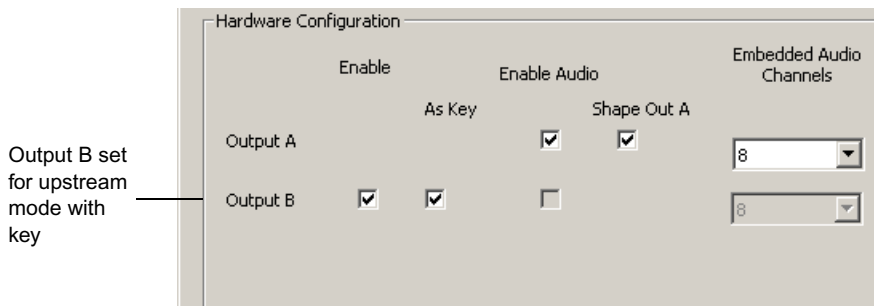 Hardware Configuration
Enable
Enable Audio
Embedded Audio
Channels
As Key
Shape Out A
Output A
8
Output B set
for upstream
mode with
key
Output B
8